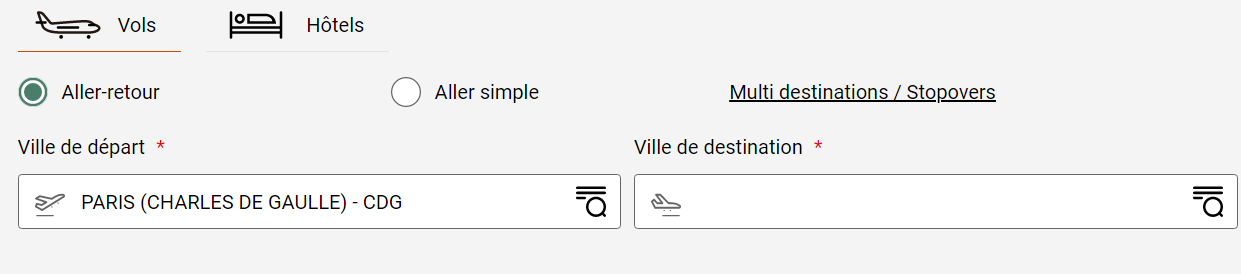 Vols Hôtels
Aller-retour Aller simple Multi destinations / Stopovers
Ville de départ * Ville de destination *
PARIS (CHARLES DE GAULLE) - CDG